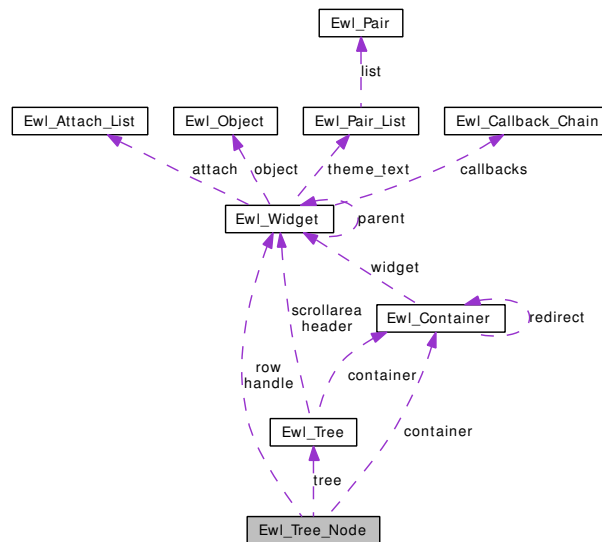 Ewl_Pair
list
Ewl_Attach_List
Ewl_Object
Ewl_Pair_List
Ewl_Callback_Chain
attach
object
theme_text
callbacks
Ewl_Widget
parent
widget
scrollarea
header
Ewl_Container
redirect
row
handle
container
Ewl_Tree
container
tree
Ewl_Tree_Node